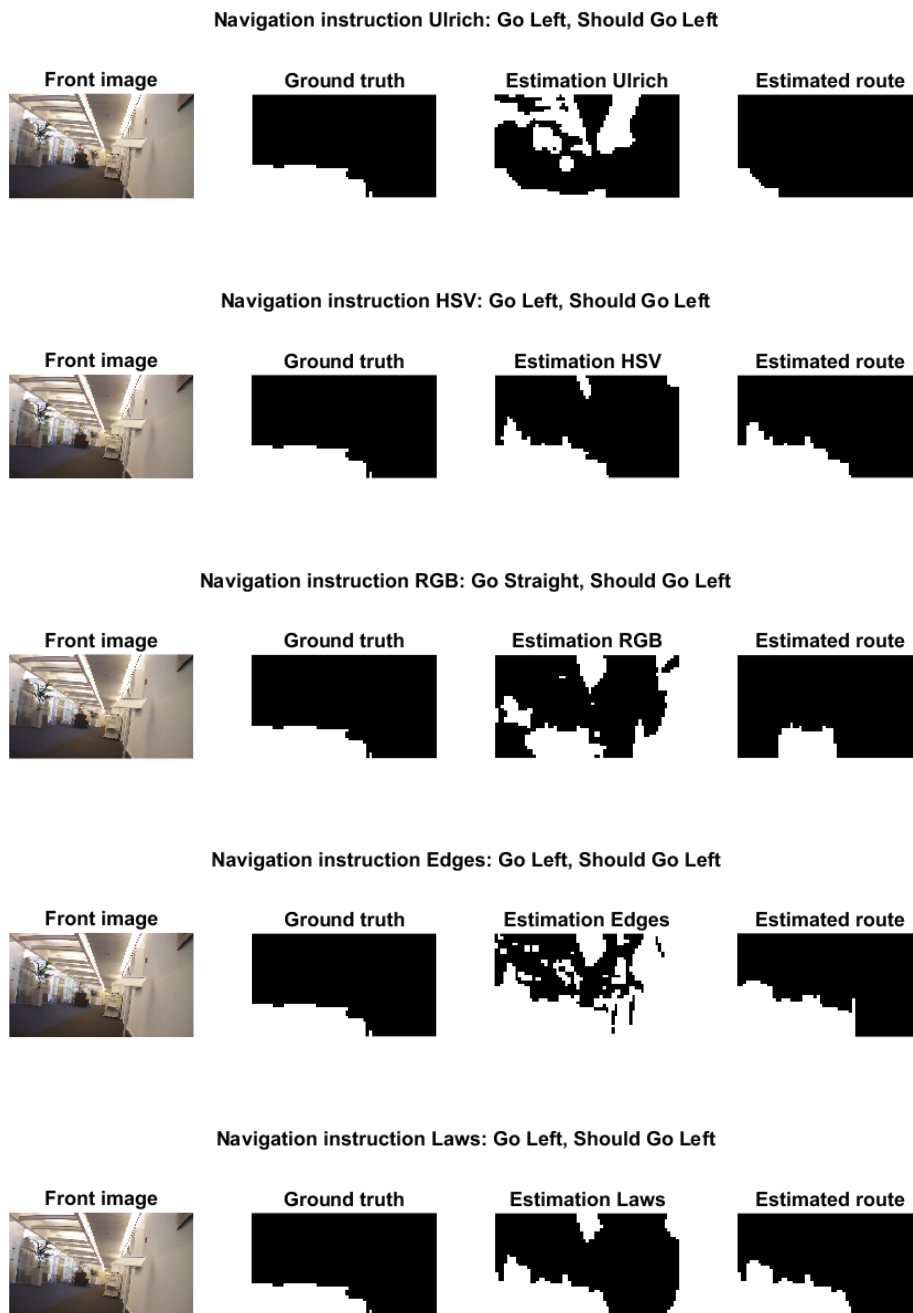 Navigation instruction Ulrich: Go Left, Should Go Left
Front image Ground truth Estimation Ulrich Estimated route
Navigation instruction HSV: Go Left, Should Go Left
Front image Ground truth Estimation HSV Estimated route
Navigation instruction RGB: Go Straight, Should Go Left
Front image Ground truth Estimation RGB Estimated route
Navigation instruction Edges: Go Left, Should Go Left
Front image Ground truth Estimation Edges Estimated route
Navigation instruction Laws: Go Left, Should Go Left
Front image Ground truth Estimation Laws Estimated route